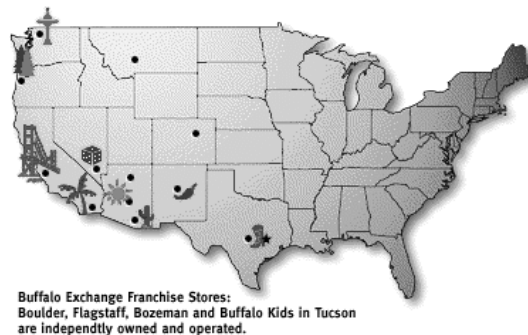 Buffalo Exchange Franchise Stores:
Boulder, Flagstaff, Bozeman and Buffalo Kids in Tucson
are independtly owned and operated.